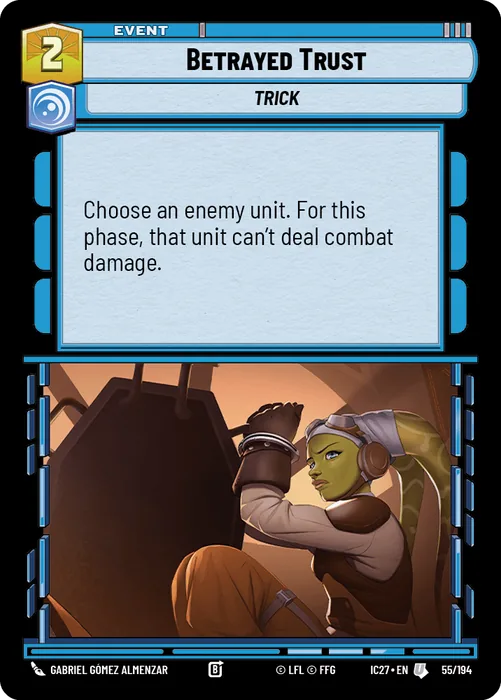 EVENT
2
BETRAYED TRUST
TRICK
Choose an enemy unit. For this
phase, that unit can't deal combat
damage.
GABRIEL GÓMEZ ALMENZAR
B
© LFL © FFG
IC27 • EN
U
55/194